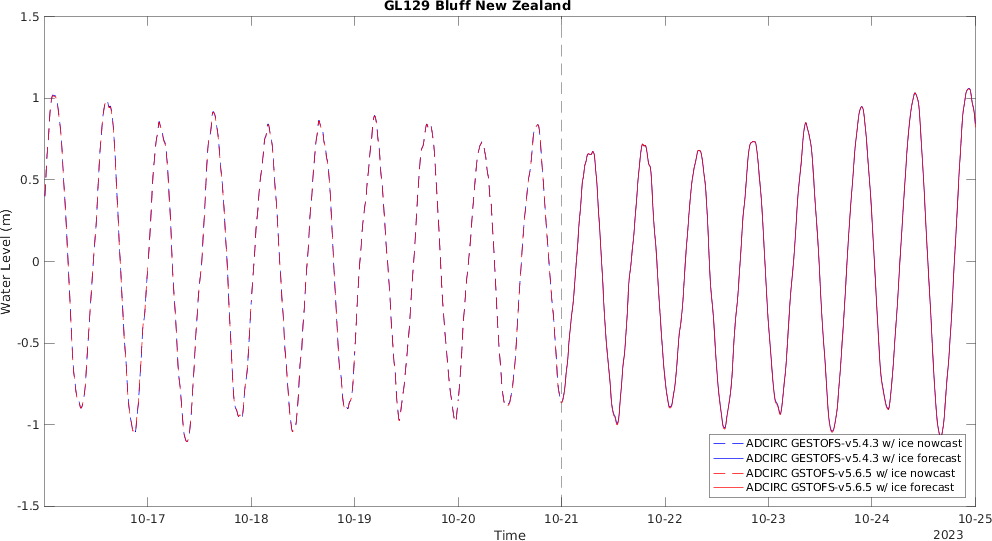 GL129 Bluff New Zealand
1.5
1
0.5
0
-0.5
-1
-1.5
Water Level (m)
ADCIRC GESTOFS-v5.4.3 w/ ice nowcast
ADCIRC GESTOFS-v5.4.3 w/ ice forecast
ADCIRC GSTOFS-v5.6.5 w/ ice nowcast
ADCIRC GSTOFS-v5.6.5 w/ ice forecast
10-17 10-18 10-19 10-20 10-21 10-22 10-23 10-24 10-25
Time
2023